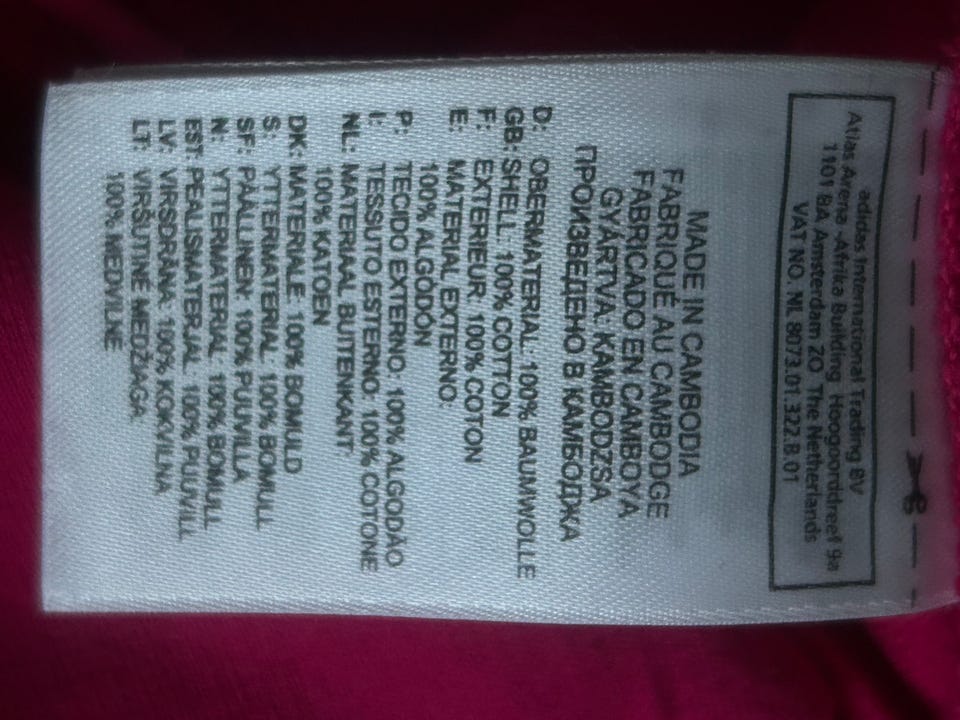 adidas International Trading BV
Atlas Arena -Afrika Building Hoogoorddreef 9a
1101 BA Amsterdam ZO The Netherlands
VAT NO. NL 8073.01.322.B.01
MADE IN CAMBODIA
FABRIQUÉ AU CAMBODGE
FABRICADO EN CAMBOYA
GYÁRTVA: KAMBODZSA
ПРОИЗВЕДЕНО В КАМБОДЖА
D: OBERMATERIAL: 100% BAUMWOLLE
GB: SHELL: 100% COTTON
F: EXTERIEUR: 100% COTON
E: MATERIAL EXTERNO:
100% ALGODÓN
P: TECIDO EXTERNO: 100% ALGODÃO
I: TESSUTO ESTERNO: 100% COTONE
NL: MATERIAAL BUITENKANT:
100% KATOEN
DK: MATERIALE: 100% BOMULD
S: YTTERMATERIAL: 100% BOMULL
SF: PÄÄLLINEN: 100% PUUVILLA
N: YTTERMATERIAL: 100% BOMULL
EST: PEALISMATERJAL: 100% PUUVILL
LV: VIRSDRĀNA: 100% KOKVILNA
LT: VIRŠUTINĖ MEDŽIAGA:
100% MEDVILNĖ